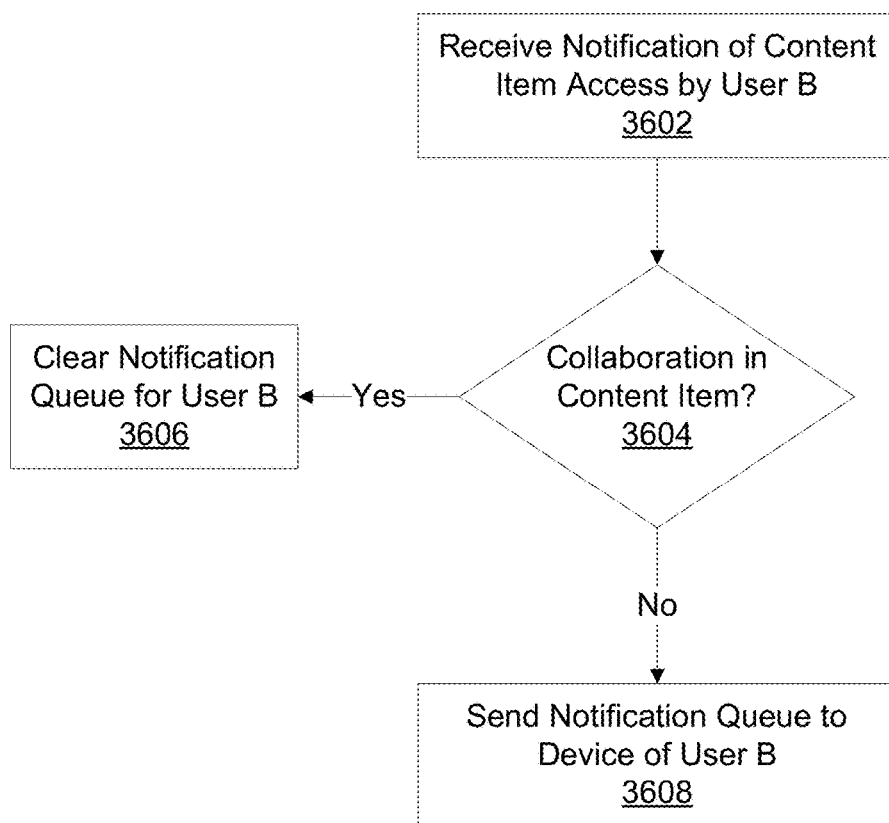 Receive Notification of Content
Item Access by User B
3602
Collaboration in
Content Item?
3604
Yes
Clear Notification
Queue for User B
3606
No
Send Notification Queue to
Device of User B
3608